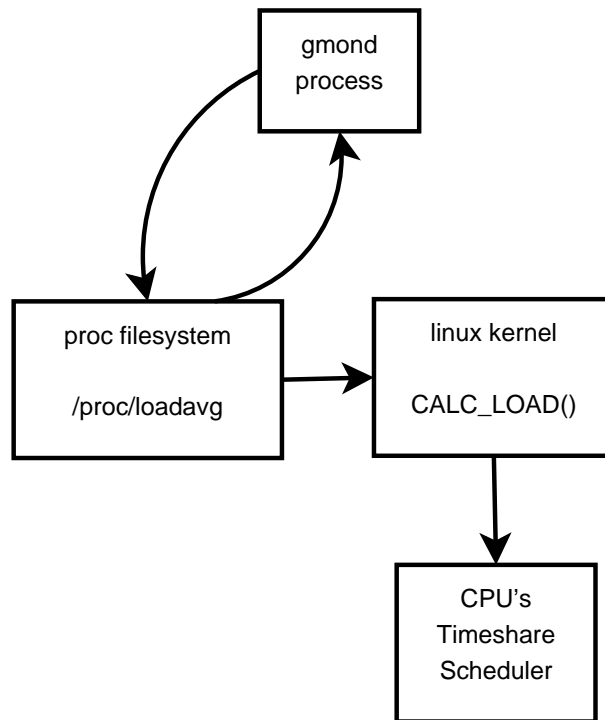 gmond
process
proc filesystem
/proc/loadavg
linux kernel
CALC_LOAD()
CPU's
Timeshare
Scheduler